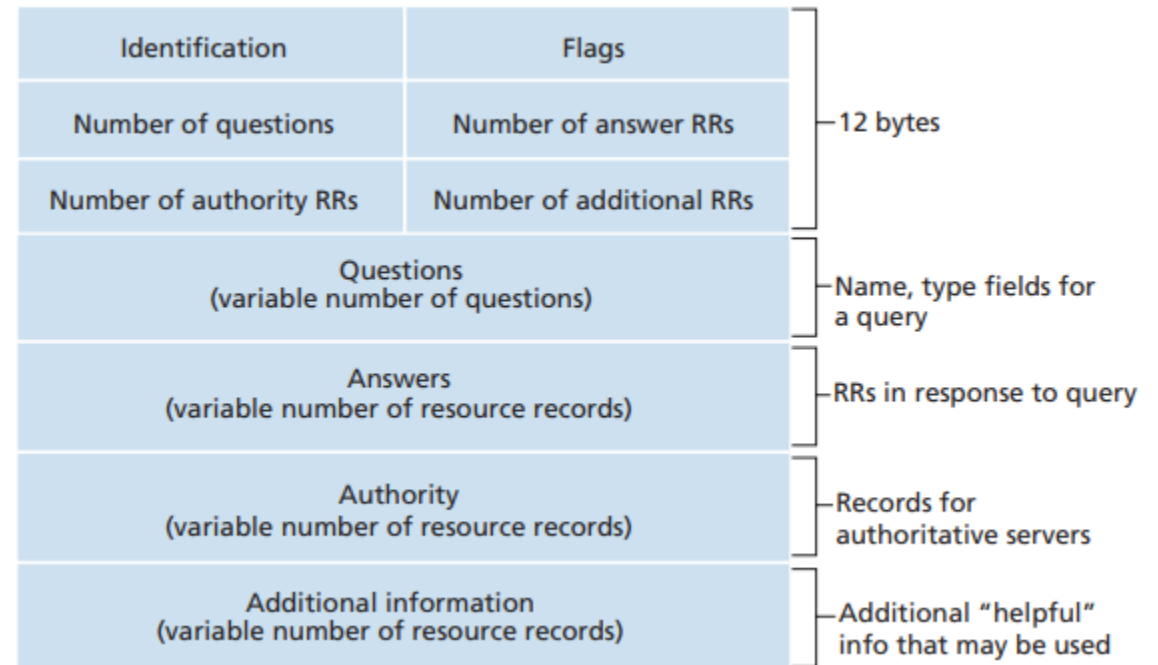 Identification
Flags
Number of questions
Number of answer RRs
12 bytes
Number of authority RRs
Number of additional RRs
Questions
(variable number of questions)
Name, type fields for
a query
Answers
(variable number of resource records)
RRs in response to query
Authority
(variable number of resource records)
Records for
authoritative servers
Additional information
(variable number of resource records)
Additional “helpful”
info that may be used